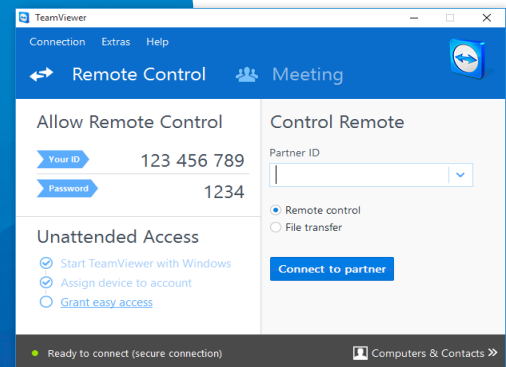 TeamViewer
Connection Extras Help
Remote Control Meeting
Allow Remote Control
Your ID 123 456 789
Password 1234
Unattended Access
Start TeamViewer with Windows
Assign device to account
Grant easy access
Control Remote
Partner ID
Remote control
File transfer
Connect to partner
Ready to connect (secure connection)
Computers & Contacts